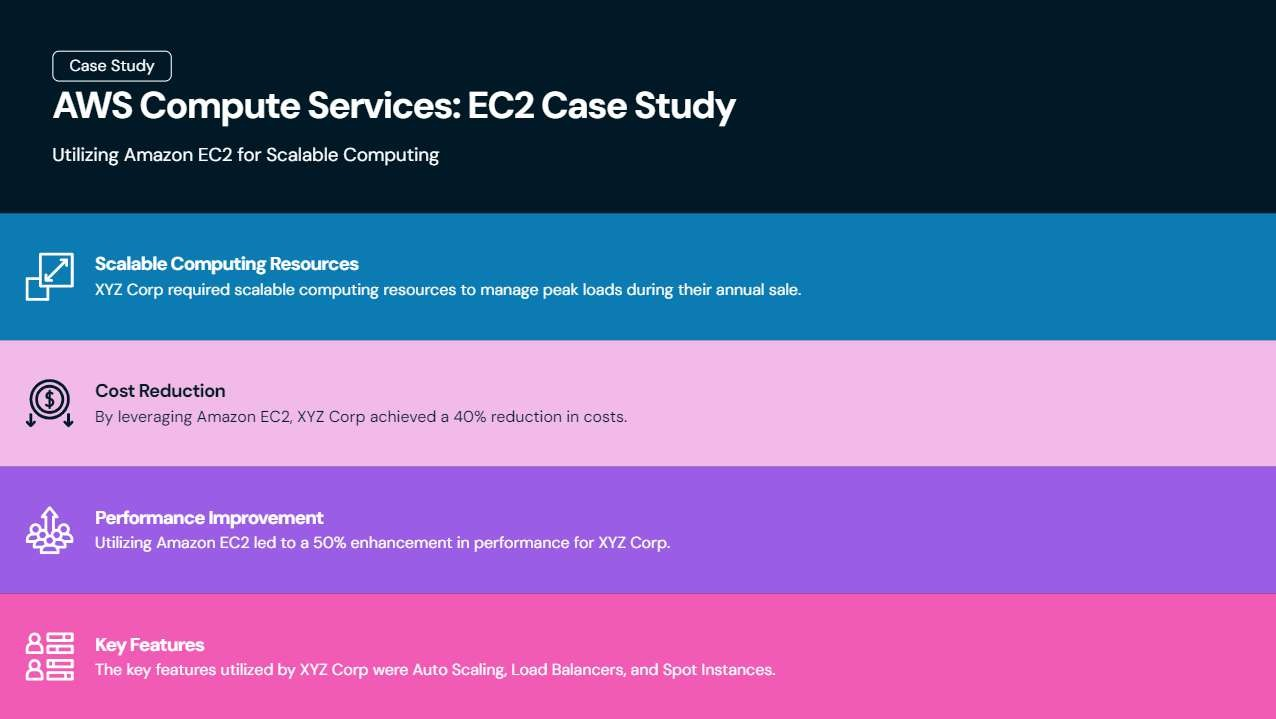 Case Study
AWS Compute Services: EC2 Case Study
Utilizing Amazon EC2 for Scalable Computing
Scalable Computing Resources
XYZ Corp required scalable computing resources to manage peak loads during their annual sale.
$
Cost Reduction
By leveraging Amazon EC2, XYZ Corp achieved a 40% reduction in costs.
Performance Improvement
Utilizing Amazon EC2 led to a 50% enhancement in performance for XYZ Corp.
Key Features
The key features utilized by XYZ Corp were Auto Scaling, Load Balancers, and Spot Instances.